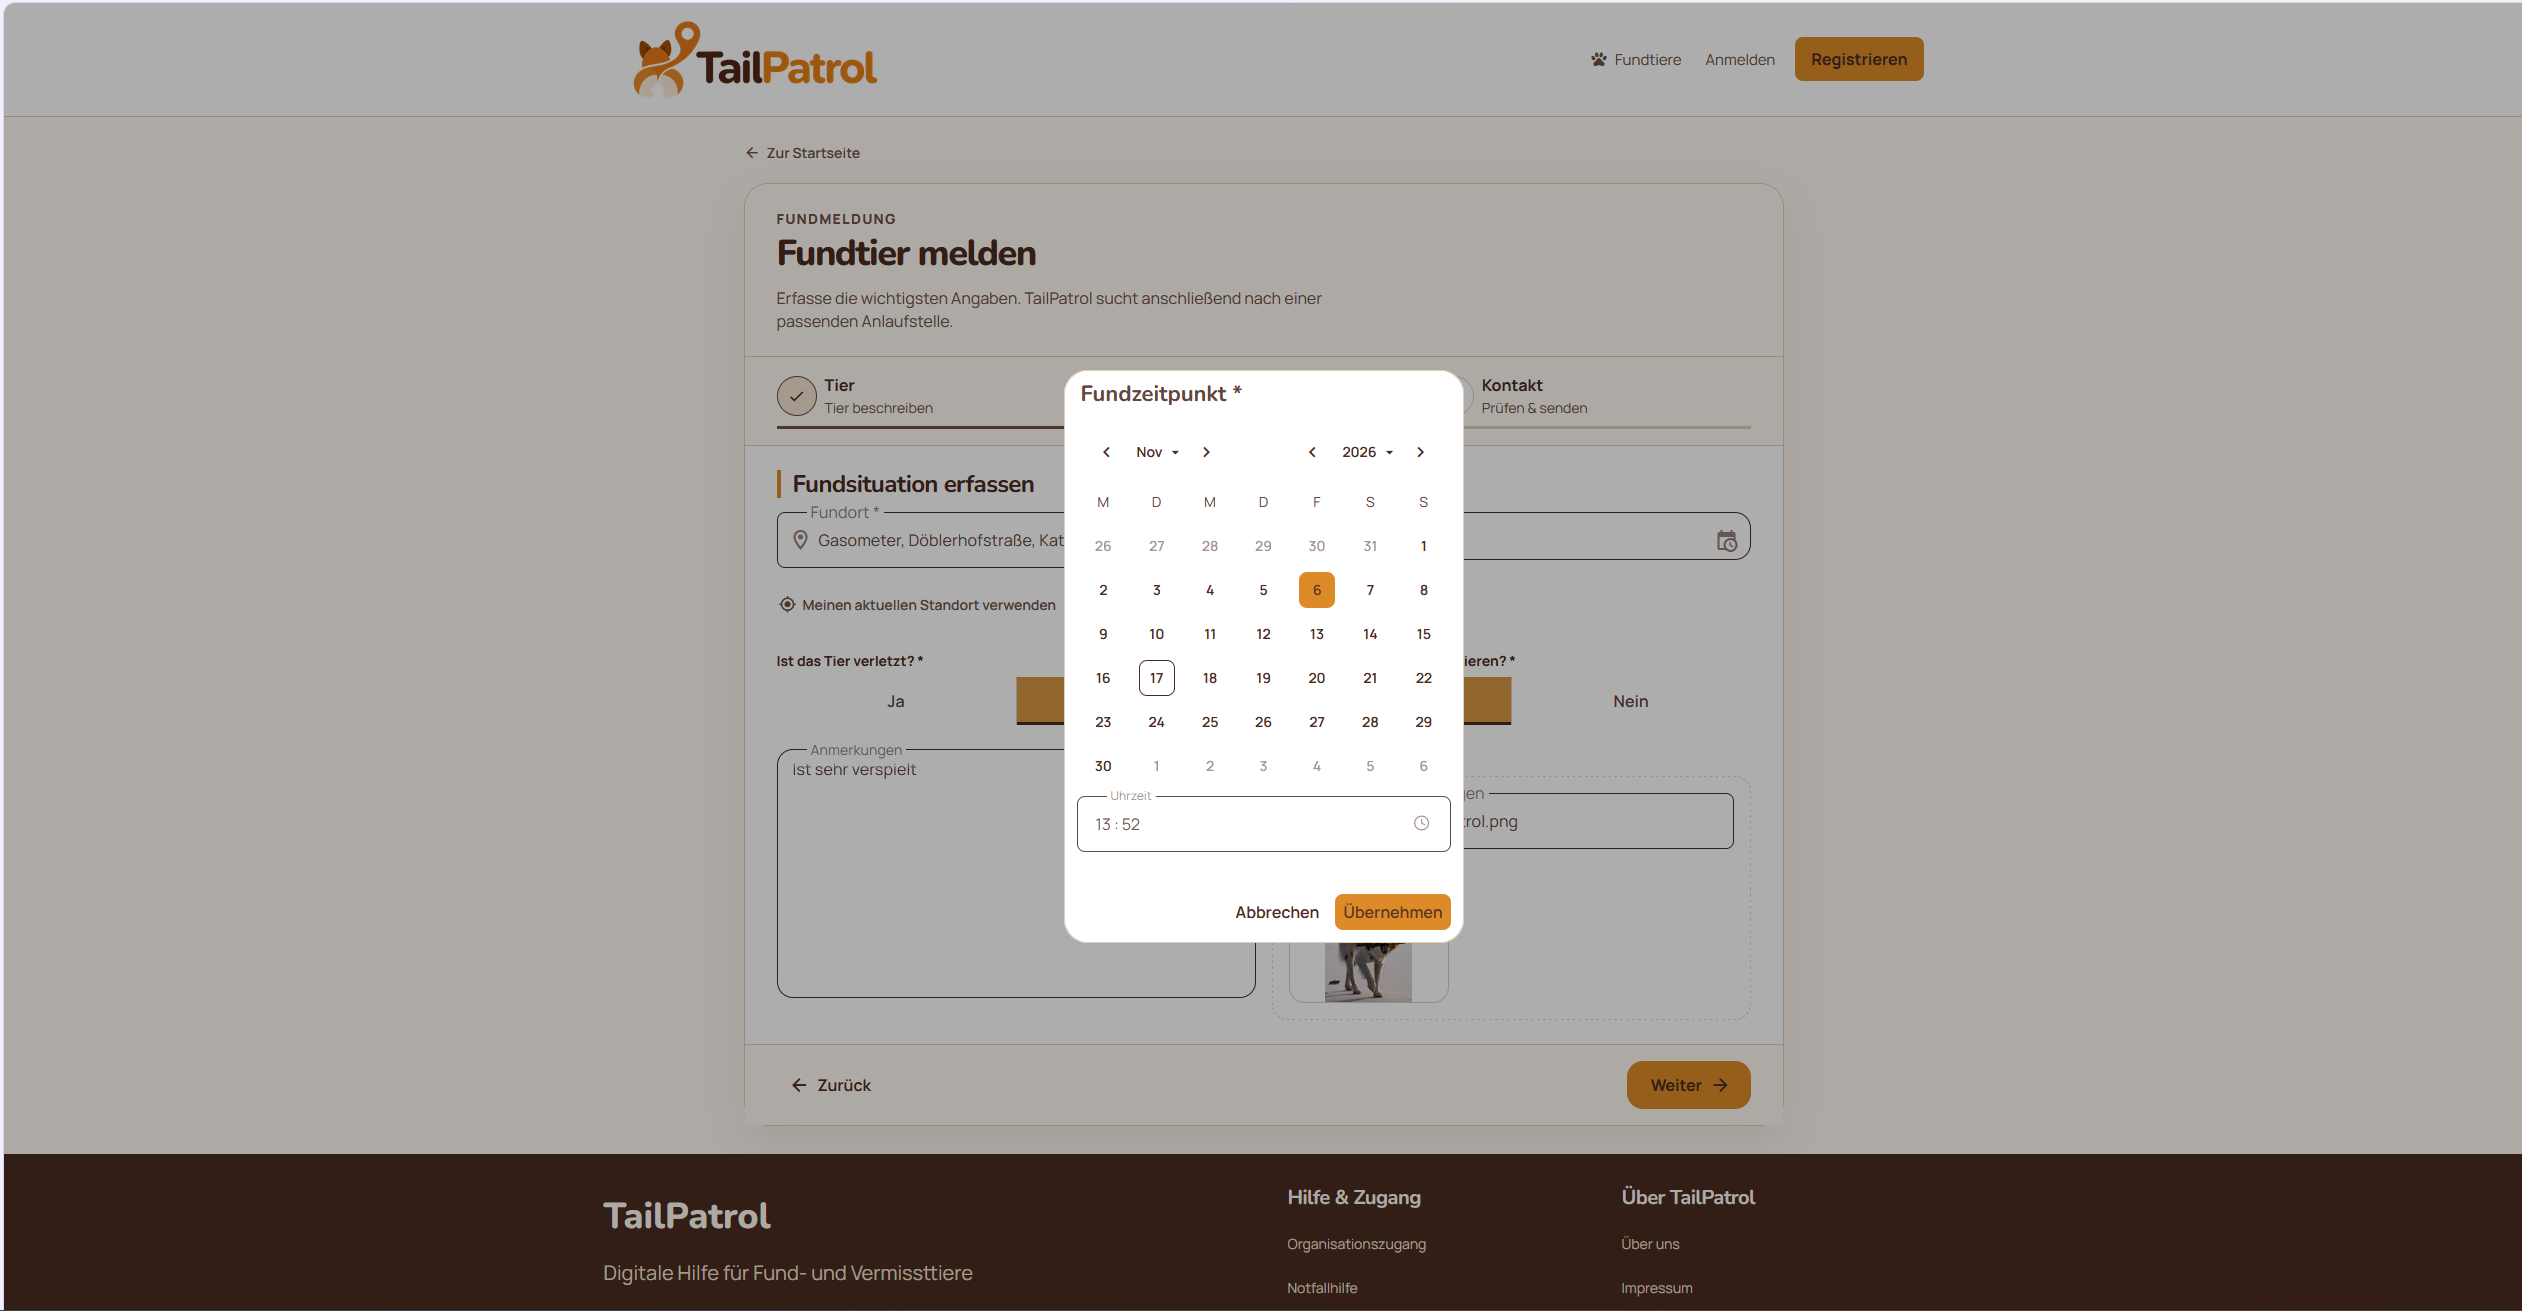 TailPatrol
Fundtiere Anmelden Registrieren
Zur Startseite
FUNDMELDUNG
Fundtier melden
Erfasse die wichtigsten Angaben. TailPatrol sucht anschließend nach einer
passenden Anlaufstelle.
Tier
Tier beschreiben
Kontakt
Prüfen & senden
Fundsituation erfassen
Fundort *
Gasometer, Döblerhofstraße, Kat
Meinen aktuellen Standort verwenden
Ist das Tier verletzt? *
ieren? *
Ja
Nein
Anmerkungen
ist sehr verspielt
gen
trol.png
Fundzeitpunkt *
Nov 2026
M D M D F S S
26 27 28 29 30 31 1
2 3 4 5 6 7 8
9 10 11 12 13 14 15
16 17 18 19 20 21 22
23 24 25 26 27 28 29
30 1 2 3 4 5 6
Uhrzeit
13 : 52
Abbrechen Übernehmen
Zurück
Weiter
TailPatrol
Digitale Hilfe für Fund- und Vermissttiere
Hilfe & Zugang
Organisationszugang
Notfallhilfe
Über TailPatrol
Über uns
Impressum